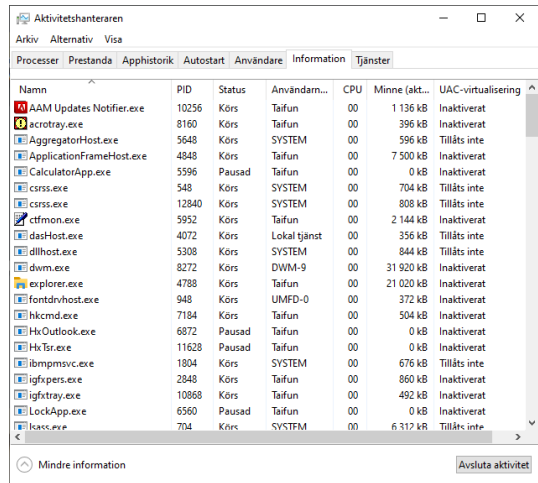 Aktivitetshanteraren
Arkiv Alternativ Visa
Processer Prestanda Apphistorik Autostart Användare Information Tjänster
Namn PID Status Användarn... CPU Minne (akt... UAC-virtualisering
AAM Updates Notifier.exe 10256 Körs Taifun 00 1 136 kB Inaktiverat
acrotray.exe 8160 Körs Taifun 00 396 kB Inaktiverat
AggregatorHost.exe 5648 Körs SYSTEM 00 596 kB Tillåts inte
ApplicationFrameHost.exe 4848 Körs Taifun 00 7 500 kB Inaktiverat
CalculatorApp.exe 5596 Pausad Taifun 00 0 kB Inaktiverat
csrss.exe 548 Körs SYSTEM 00 704 kB Tillåts inte
csrss.exe 12840 Körs SYSTEM 00 808 kB Tillåts inte
ctfmon.exe 5952 Körs Taifun 00 2 144 kB Inaktiverat
dasHost.exe 4072 Körs Lokal tjänst 00 356 kB Tillåts inte
dllhost.exe 5308 Körs SYSTEM 00 844 kB Tillåts inte
dwm.exe 8272 Körs DWM-9 00 31 920 kB Inaktiverat
explorer.exe 4788 Körs Taifun 00 21 020 kB Inaktiverat
fontdrvhost.exe 948 Körs UMFD-0 00 372 kB Inaktiverat
hkcmd.exe 7184 Körs Taifun 00 504 kB Inaktiverat
HxOutlook.exe 6872 Pausad Taifun 00 0 kB Inaktiverat
HxTsr.exe 11628 Pausad Taifun 00 0 kB Inaktiverat
ibmpmsvc.exe 1804 Körs SYSTEM 00 676 kB Tillåts inte
igfxpers.exe 2848 Körs Taifun 00 860 kB Inaktiverat
igfxtray.exe 10868 Körs Taifun 00 492 kB Inaktiverat
LockApp.exe 6560 Pausad Taifun 00 0 kB Inaktiverat
lsass.exe 704 Körs SYSTEM 00 6 312 kB Tillåts inte
Mindre information Avsluta aktivitet